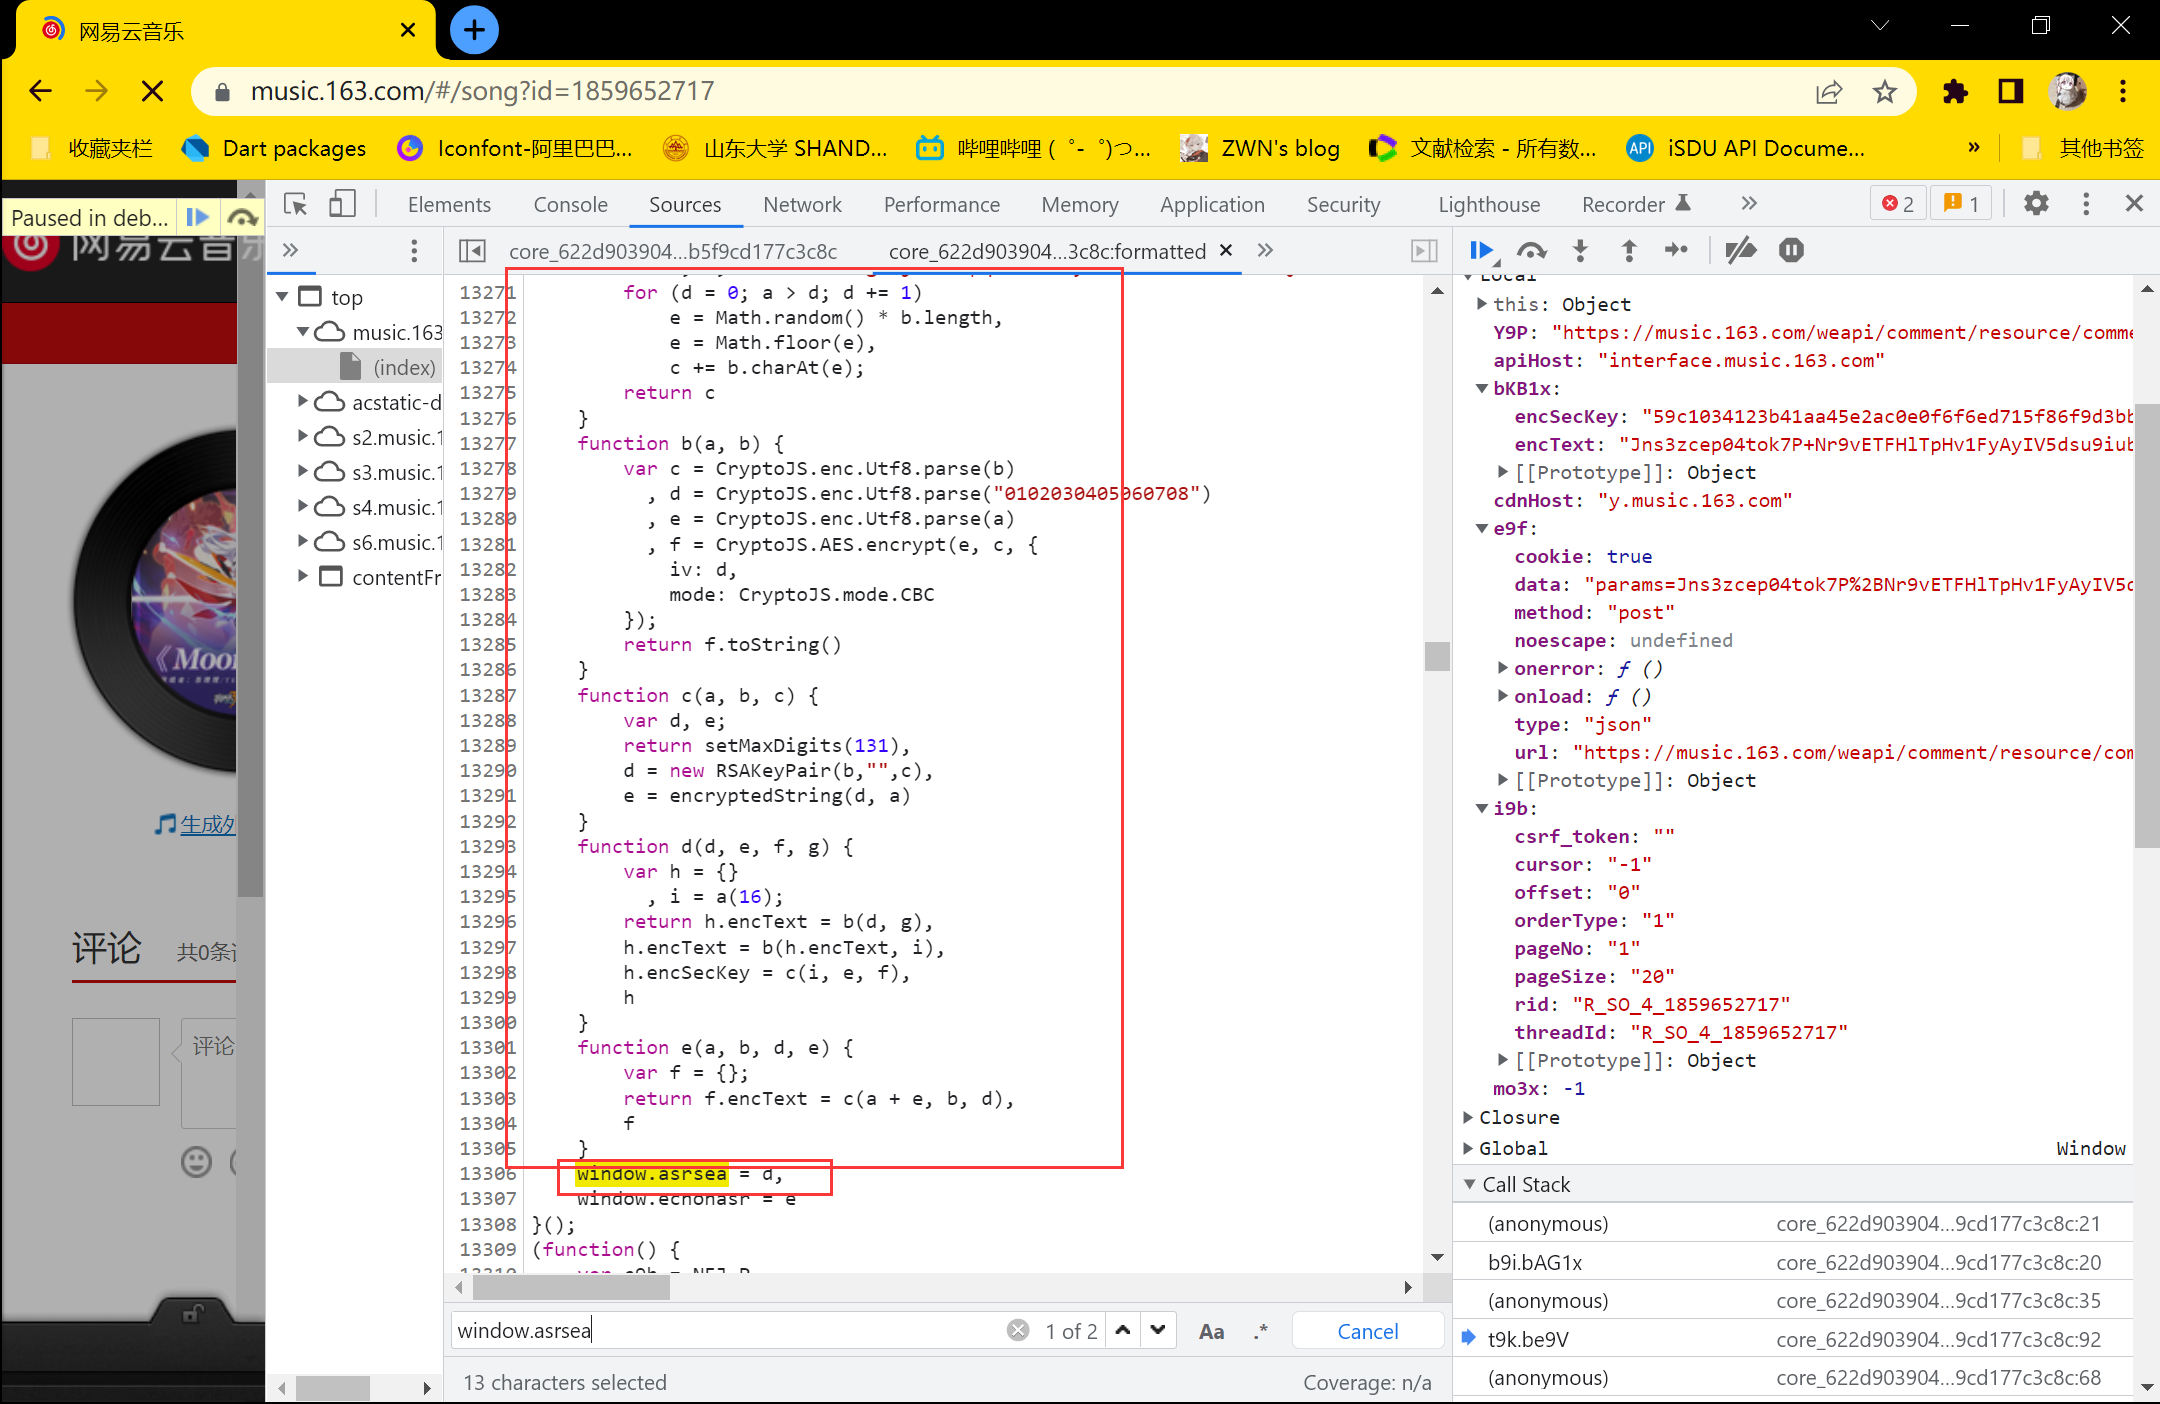 网易云音乐
music.163.com/#/song?id=1859652717
收藏夹栏
Dart packages
Iconfont-阿里巴巴...
山东大学 SHAND...
哔哩哔哩 ( ゜- ゜)つ...
ZWN's blog
文献检索 - 所有数...
API
iSDU API Docume...
»
其他书签
Paused in deb...
网易云音乐
《Moon
生成外
评论
共0条评
评论
Elements
Console
Sources
Network
Performance
Memory
Application
Security
Lighthouse
Recorder
»
2
1
»
core_622d903904...b5f9cd177c3c8c
core_622d903904...3c8c:formatted
»
top
music.163
(index)
acstatic-d
s2.music.1
s3.music.1
s4.music.1
s6.music.1
contentFr
13271 for (d = 0; a > d; d += 1)
13272 e = Math.random() * b.length,
13273 e = Math.floor(e),
13274 c += b.charAt(e);
13275 return c
13276 }
13277 function b(a, b) {
13278 var c = CryptoJS.enc.Utf8.parse(b)
13279 , d = CryptoJS.enc.Utf8.parse("0102030405060708")
13280 , e = CryptoJS.enc.Utf8.parse(a)
13281 , f = CryptoJS.AES.encrypt(e, c, {
13282 iv: d,
13283 mode: CryptoJS.mode.CBC
13284 });
13285 return f.toString()
13286 }
13287 function c(a, b, c) {
13288 var d, e;
13289 return setMaxDigits(131),
13290 d = new RSAKeyPair(b,"",c),
13291 e = encryptedString(d, a)
13292 }
13293 function d(d, e, f, g) {
13294 var h = {}
13295 , i = a(16);
13296 return h.encText = b(d, g),
13297 h.encText = b(h.encText, i),
13298 h.encSecKey = c(i, e, f),
13299 h
13300 }
13301 function e(a, b, d, e) {
13302 var f = {};
13303 return f.encText = c(a + e, b, d),
13304 f
13305 }
13306 window.asrsea = d,
13307 window.ecnonasr = e
13308 }();
13309 (function() {
window.asrsea
1 of 2
Aa
.*
Cancel
13 characters selected
Coverage: n/a
Local
this: Object
Y9P: "https://music.163.com/weapi/comment/resource/comme
apiHost: "interface.music.163.com"
bKB1x:
encSecKey: "59c1034123b41aa45e2ac0e0f6f6ed715f86f9d3bb
encText: "Jns3zcep04tok7P+Nr9vETFHlTpHv1FyAyIV5dsu9iub
[[Prototype]]: Object
cdnHost: "y.music.163.com"
e9f:
cookie: true
data: "params=Jns3zcep04tok7P%2BNr9vETFHlTpHv1FyAyIV5d
method: "post"
noescape: undefined
onerror: ƒ ()
onload: ƒ ()
type: "json"
url: "https://music.163.com/weapi/comment/resource/com
[[Prototype]]: Object
i9b:
csrf_token: ""
cursor: "-1"
offset: "0"
orderType: "1"
pageNo: "1"
pageSize: "20"
rid: "R_SO_4_1859652717"
threadId: "R_SO_4_1859652717"
[[Prototype]]: Object
mo3x: -1
Closure
Global Window
Call Stack
(anonymous) core_622d903904...9cd177c3c8c:21
b9i.bAG1x core_622d903904...9cd177c3c8c:20
(anonymous) core_622d903904...9cd177c3c8c:35
t9k.be9V core_622d903904...9cd177c3c8c:92
(anonymous) core_622d903904...9cd177c3c8c:68